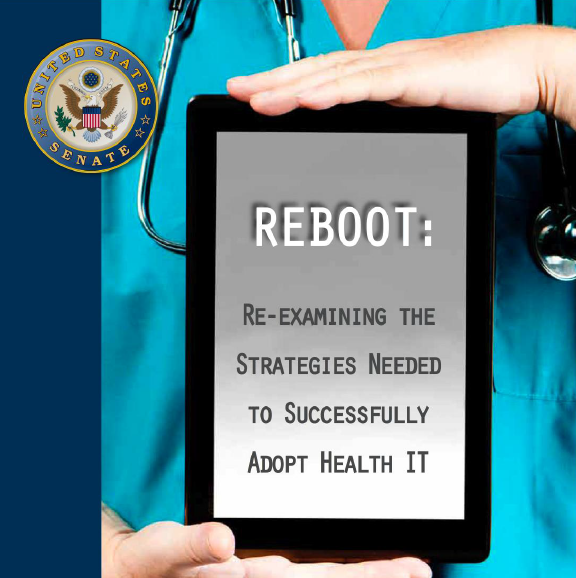 UNITED STATES
SENATE
REBOOT:
RE-EXAMINING THE
STRATEGIES NEEDED
TO SUCCESSFULLY
ADOPT HEALTH IT